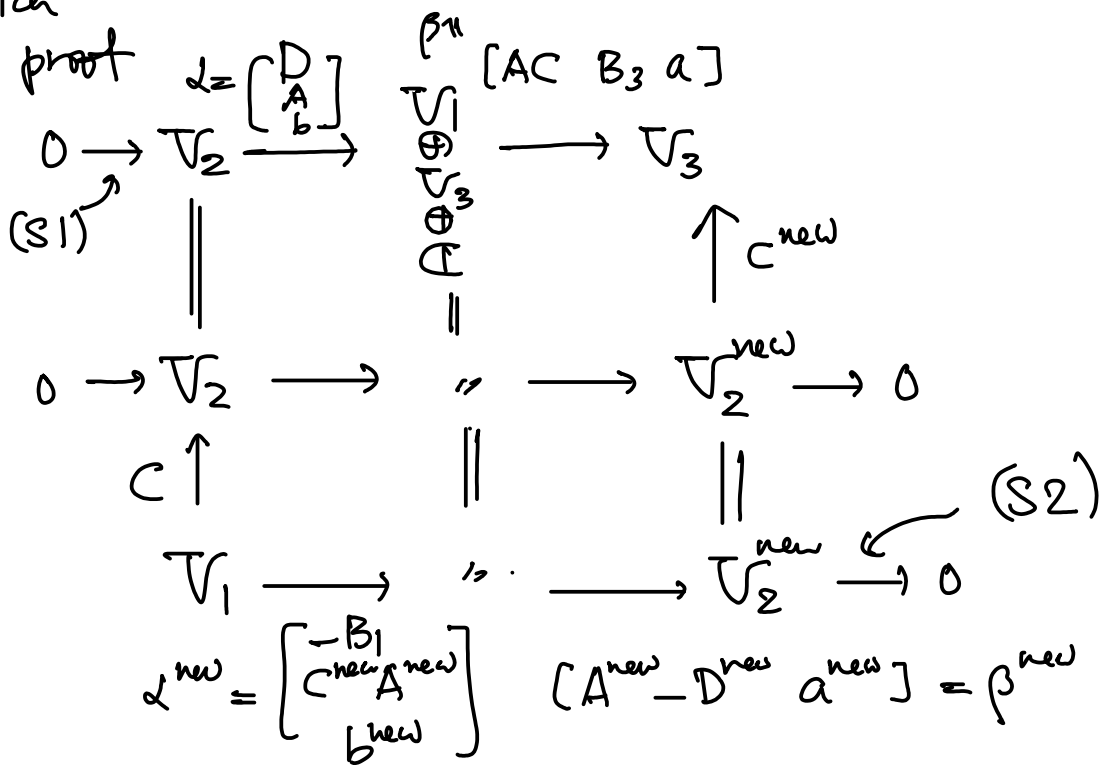 proof α = [D A b] β = [AC B₃ a]
0 → V₂ → V₁ ⊕ V₃ ⊕ ℂ → V₃
(S1)
C^new
0 → V₂ → 〃 → V₂^new → 0
C (S2)
V₁ → 〃 → V₂^new → 0
α^new = [-B₁ C^new A^new b^new] [A^new -D^new a^new] = β^new